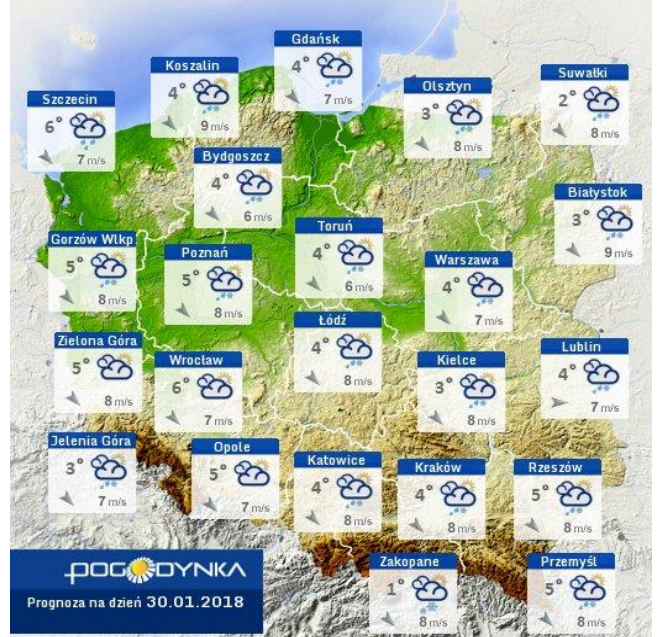 Gdańsk
4°
7 m/s
Koszalin
4°
9 m/s
Suwałki
2°
8 m/s
Olsztyn
3°
8 m/s
Szczecin
6°
7 m/s
Bydgoszcz
4°
6 m/s
Białystok
3°
9 m/s
Toruń
4°
6 m/s
Gorzów Wlkp
5°
8 m/s
Poznań
5°
8 m/s
Warszawa
4°
7 m/s
Łódź
4°
8 m/s
Zielona Góra
5°
8 m/s
Lublin
4°
7 m/s
Wrocław
6°
7 m/s
Kielce
3°
8 m/s
Jelenia Góra
3°
7 m/s
Opole
5°
7 m/s
Katowice
4°
8 m/s
Kraków
4°
8 m/s
Rzeszów
5°
8 m/s
Zakopane
1°
8 m/s
Przemyśl
5°
8 m/s
POGODYNKA
Prognoza na dzień 30.01.2018